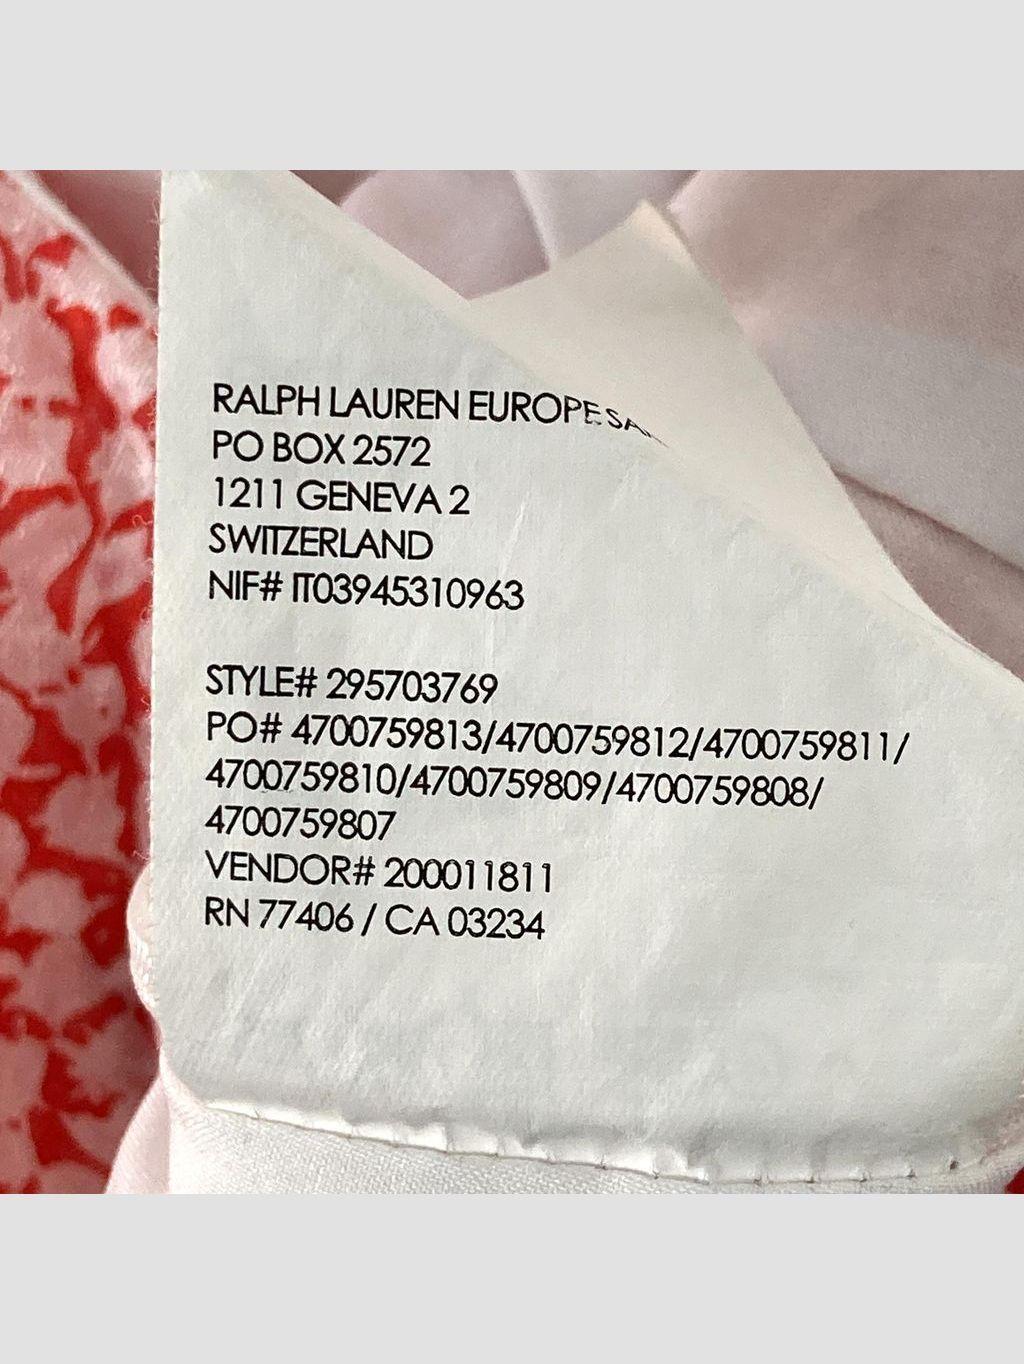 RALPH LAUREN EUROPE
PO BOX 2572
1211 GENEVA 2
SWITZERLAND
NIF# IT03945310963
STYLE# 295703769
PO# 4700759813/4700759812/4700759811/
4700759810/4700759809/4700759808/
4700759807
VENDOR# 200011811
RN 77406 / CA 03234